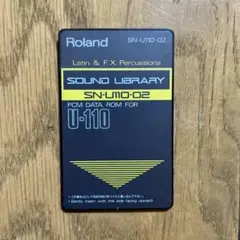 Roland
SN-U110-02
Latin & F.X. Percussions
SOUND LIBRARY
SN-U110-02
PCM DATA ROM FOR
U-110
• Gently insert with this side facing upward.